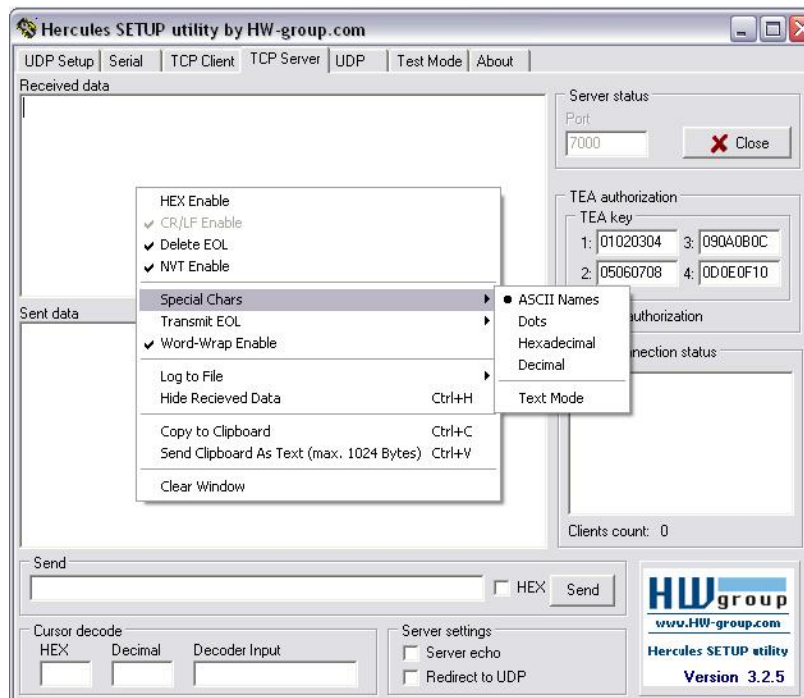 Hercules SETUP utility by HW-group.com
UDP Setup Serial TCP Client TCP Server UDP Test Mode About
Received data
Server status
Port
7000 Close
TEA authorization
TEA key
1: 01020304 3: 090A0B0C
2: 05060708 4: 0D0E0F10
uthorization
nnection status
Clients count: 0
HEX Enable
CR/LF Enable
Delete EOL
NVT Enable
Special Chars
Transmit EOL
Word-Wrap Enable
Log to File
Hide Recieved Data Ctrl+H
Copy to Clipboard Ctrl+C
Send Clipboard As Text (max. 1024 Bytes) Ctrl+V
Clear Window
ASCII Names
Dots
Hexadecimal
Decimal
Text Mode
Sent data
Send
HEX Send
Cursor decode
HEX Decimal Decoder Input
Server settings
Server echo
Redirect to UDP
HWgroup
www.HW-group.com
Hercules SETUP utility
Version 3.2.5